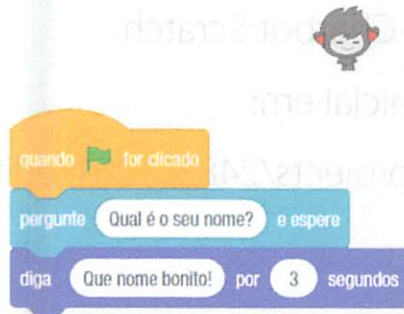 quando for clicado
pergunte Qual é o seu nome? e espere
diga Que nome bonito! por 3 segundos